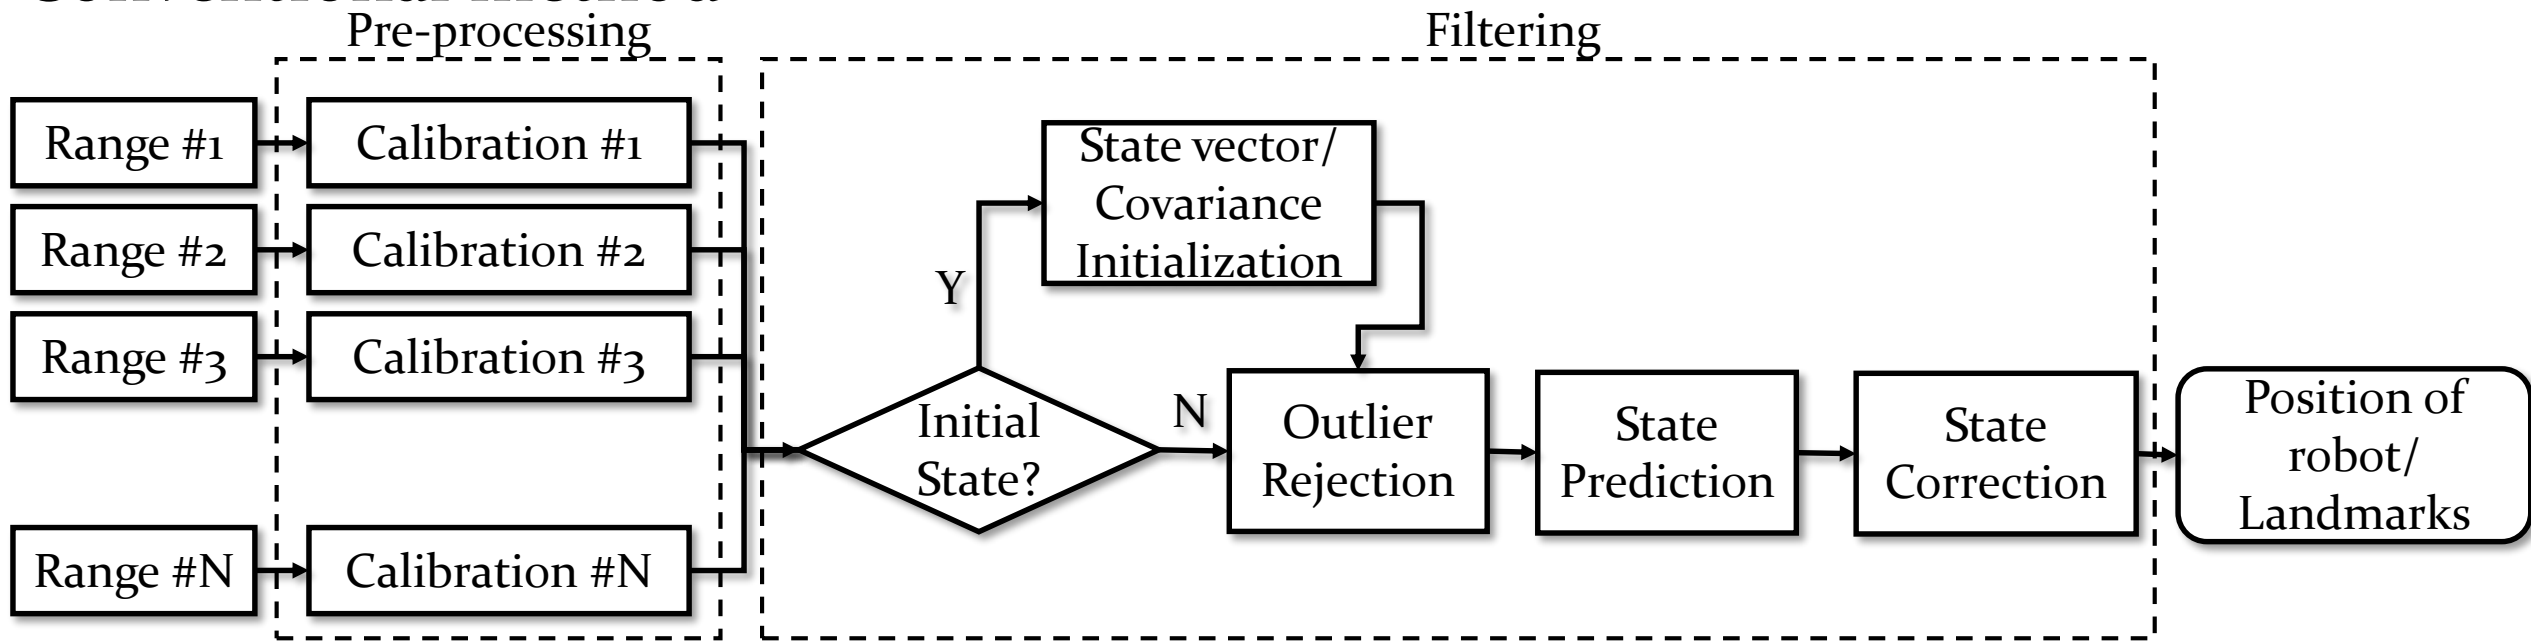 Pre-processing
Filtering
Range #1
Calibration #1
Range #2
Calibration #2
Range #3
Calibration #3
Range #N
Calibration #N
State vector/
Covariance
Initialization
Y
Initial
State?
N
Outlier
Rejection
State
Prediction
State
Correction
Position of
robot/
Landmarks